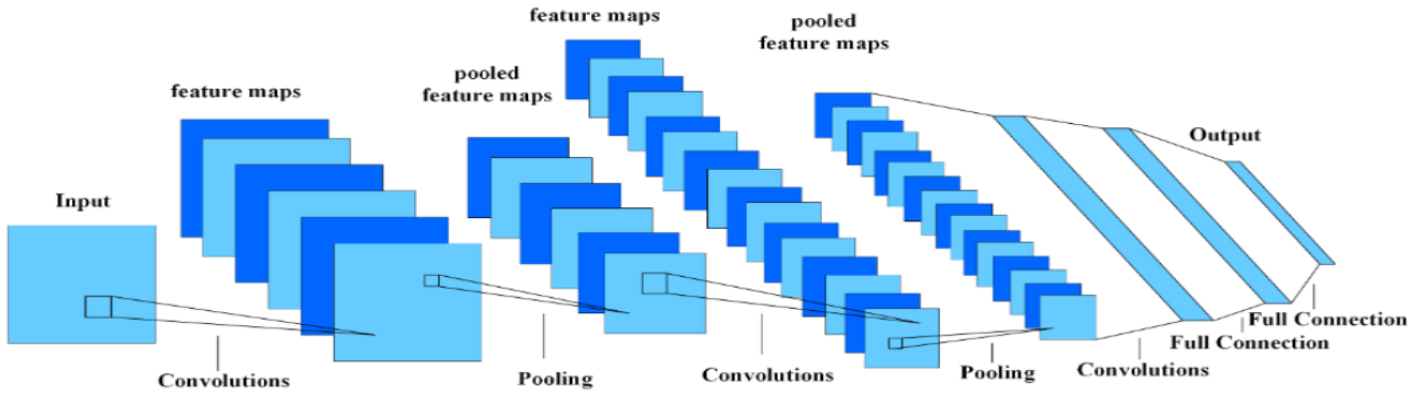 feature maps
pooled
feature maps
feature maps
pooled
feature maps
Input
Output
Convolutions
Pooling
Convolutions
Pooling
Convolutions
Full Connection
Full Connection